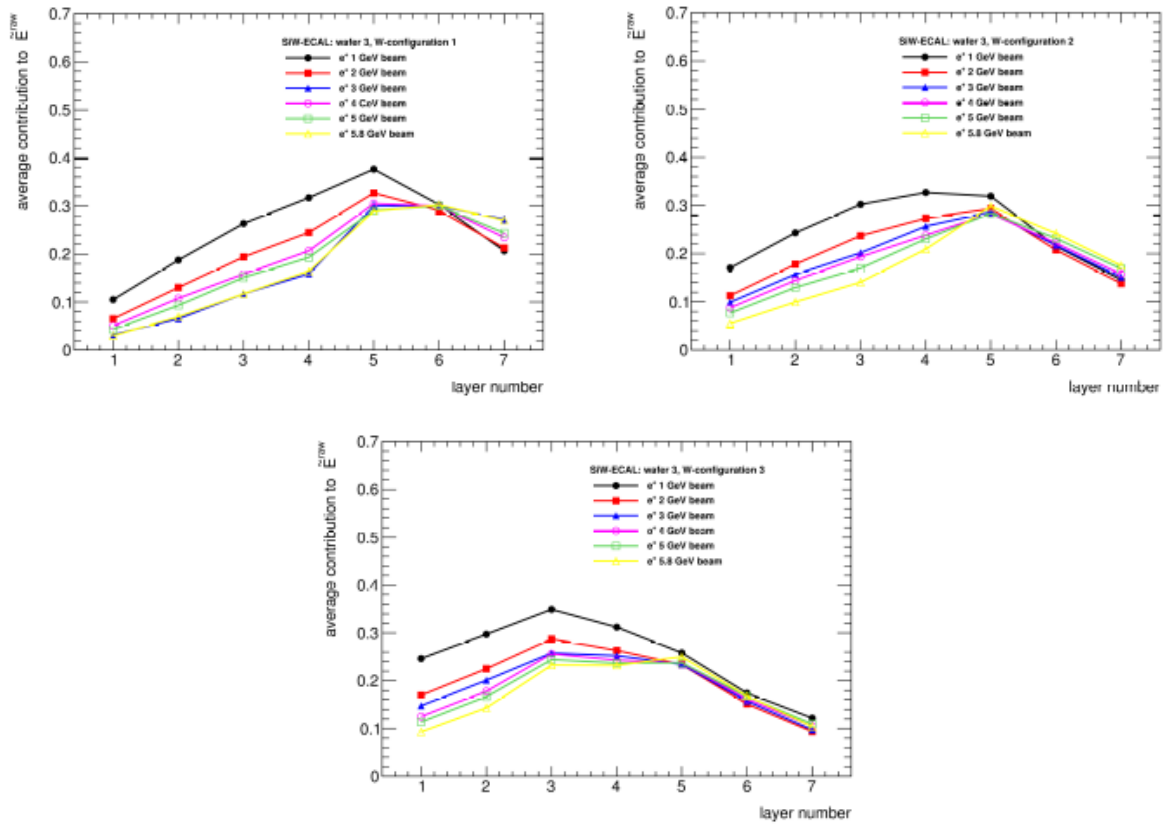 average contribution to Ẽraw
SiW-ECAL: wafer 3, W-configuration 1
e+ 1 GeV beam
e+ 2 GeV beam
e+ 3 GeV beam
e+ 4 GeV beam
e+ 5 GeV beam
e+ 5.8 GeV beam
0.7
0.6
0.5
0.4
0.3
0.2
0.1
0
1 2 3 4 5 6 7
layer number
average contribution to Ẽraw
SiW-ECAL: wafer 3, W-configuration 2
e+ 1 GeV beam
e+ 2 GeV beam
e+ 3 GeV beam
e+ 4 GeV beam
e+ 5 GeV beam
e+ 5.8 GeV beam
0.7
0.6
0.5
0.4
0.3
0.2
0.1
0
1 2 3 4 5 6 7
layer number
average contribution to Ẽraw
SiW-ECAL: wafer 3, W-configuration 3
e+ 1 GeV beam
e+ 2 GeV beam
e+ 3 GeV beam
e+ 4 GeV beam
e+ 5 GeV beam
e+ 5.8 GeV beam
0.7
0.6
0.5
0.4
0.3
0.2
0.1
0
1 2 3 4 5 6 7
layer number